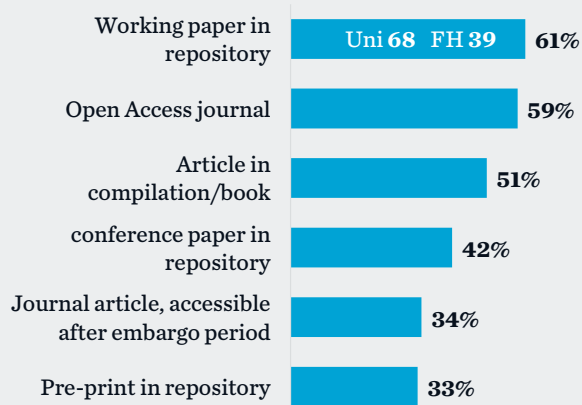 Working paper in
repository
Uni 68 FH 39
61%
Open Access journal
59%
Article in
compilation/book
51%
conference paper in
repository
42%
Journal article, accessible
after embargo period
34%
Pre-print in repository
33%